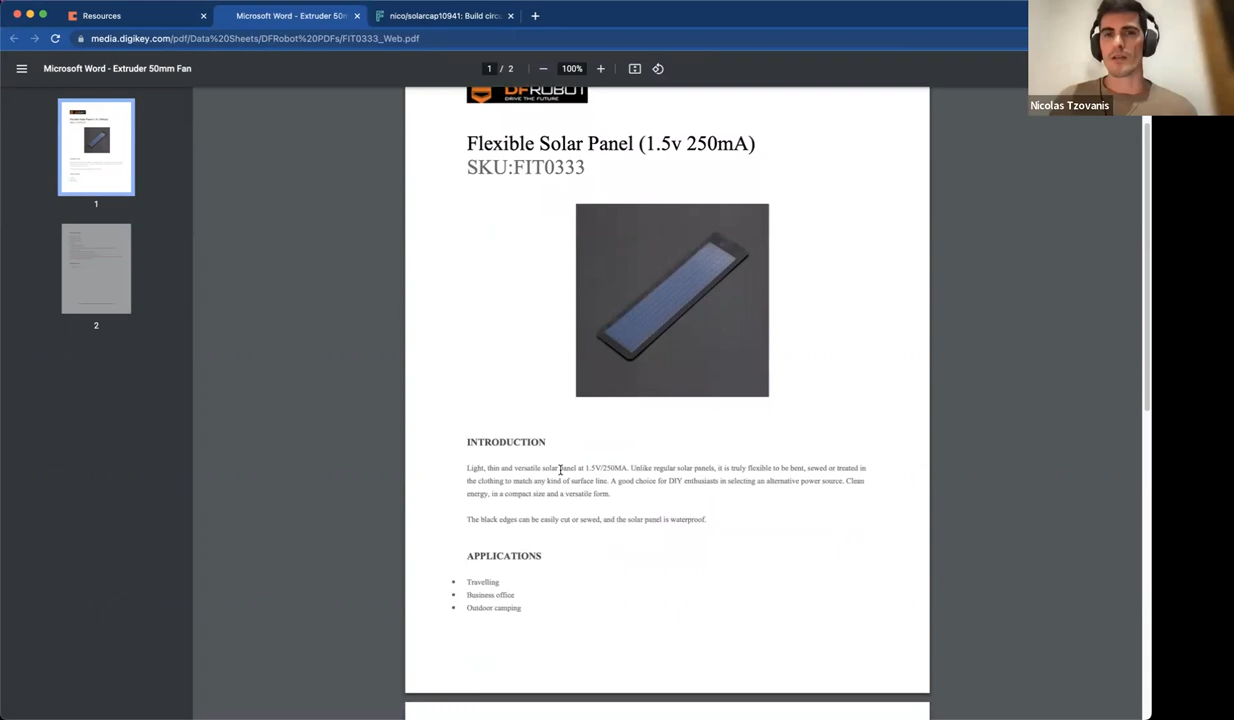 Resources
Microsoft Word - Extruder 50m
nico/solarcap10941: Build circ
media.digikey.com/pdf/Data%20Sheets/DFRobot%20PDFs/FIT0333_Web.pdf
Microsoft Word - Extruder 50mm Fan
1 / 2
100%
Nicolas Tzovanis
DFROBOT
DRIVE THE FUTURE
Flexible Solar Panel (1.5v 250mA)
SKU:FIT0333
INTRODUCTION
Light, thin and versatile solar panel at 1.5V/250MA. Unlike regular solar panels, it is truly flexible to be bent, sewed or treated in
the clothing to match any kind of surface line. A good choice for DIY enthusiasts in selecting an alternative power source. Clean
energy, in a compact size and a versatile form.
The black edges can be easily cut or sewed, and the solar panel is waterproof.
APPLICATIONS
Travelling
Business office
Outdoor camping
1
2